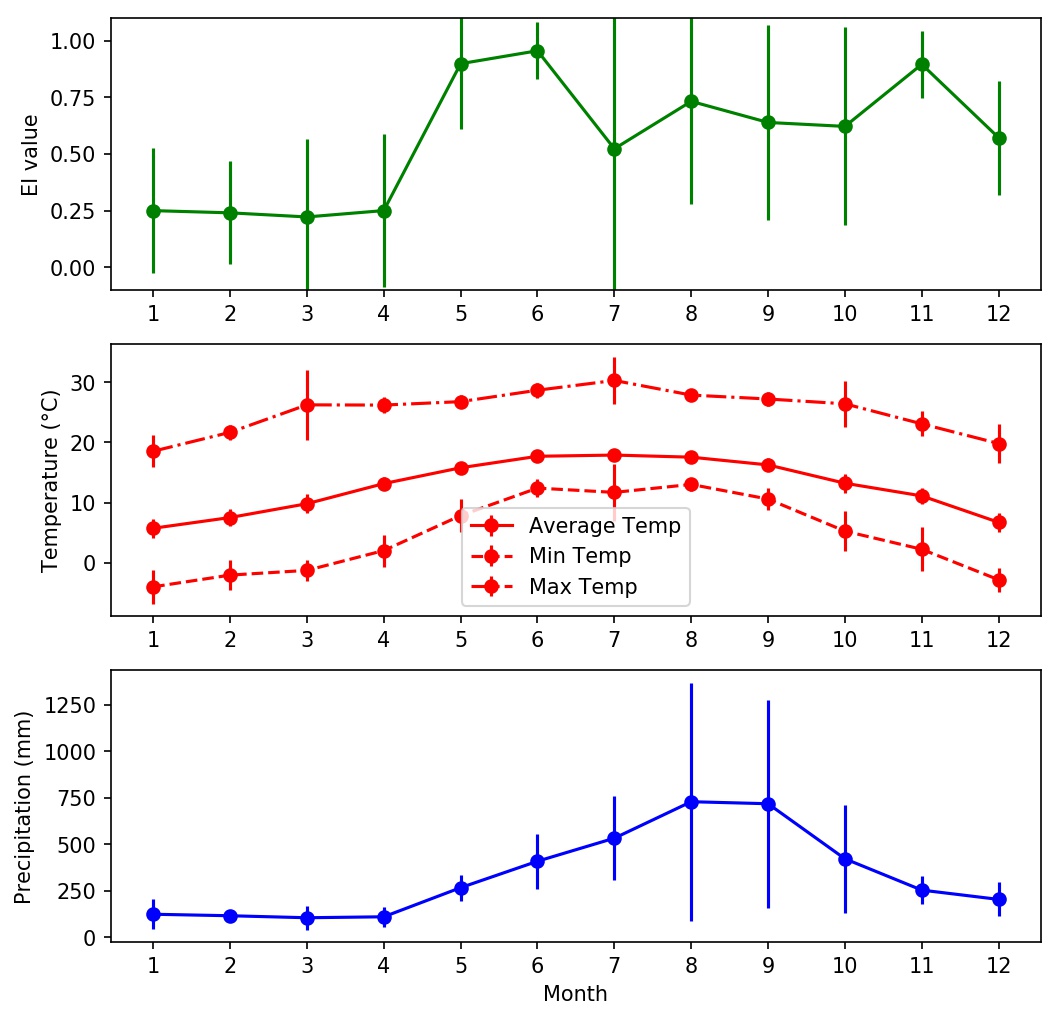 EI value
1.00
0.75
0.50
0.25
0.00
1 2 3 4 5 6 7 8 9 10 11 12
Temperature (°C)
30
20
10
0
Average Temp
Min Temp
Max Temp
1 2 3 4 5 6 7 8 9 10 11 12
Precipitation (mm)
1250
1000
750
500
250
0
1 2 3 4 5 6 7 8 9 10 11 12
Month